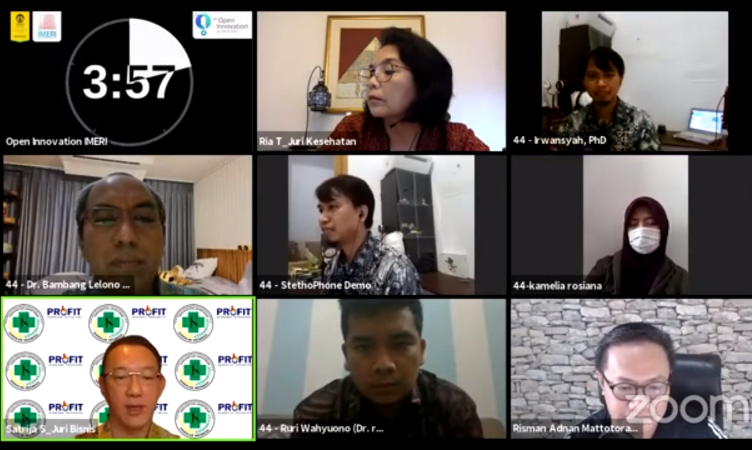 IMERI
Open
Innovation
3:57
Open Innovation IMERI
Ria T_Juri Kesehatan
44 - Irwansyah, PhD
44 - Dr. Bambang Lelono ...
44 - StethoPhone Demo
44-kamelia rosiana
PROFIT
PROFIT
PROFIT
PROFIT
PROFIT
PROFIT
PROFIT
Satrija S_Juri Bisnis
44 - Ruri Wahyuono (Dr. r...
Risman Adnan Mattotora...
zoom